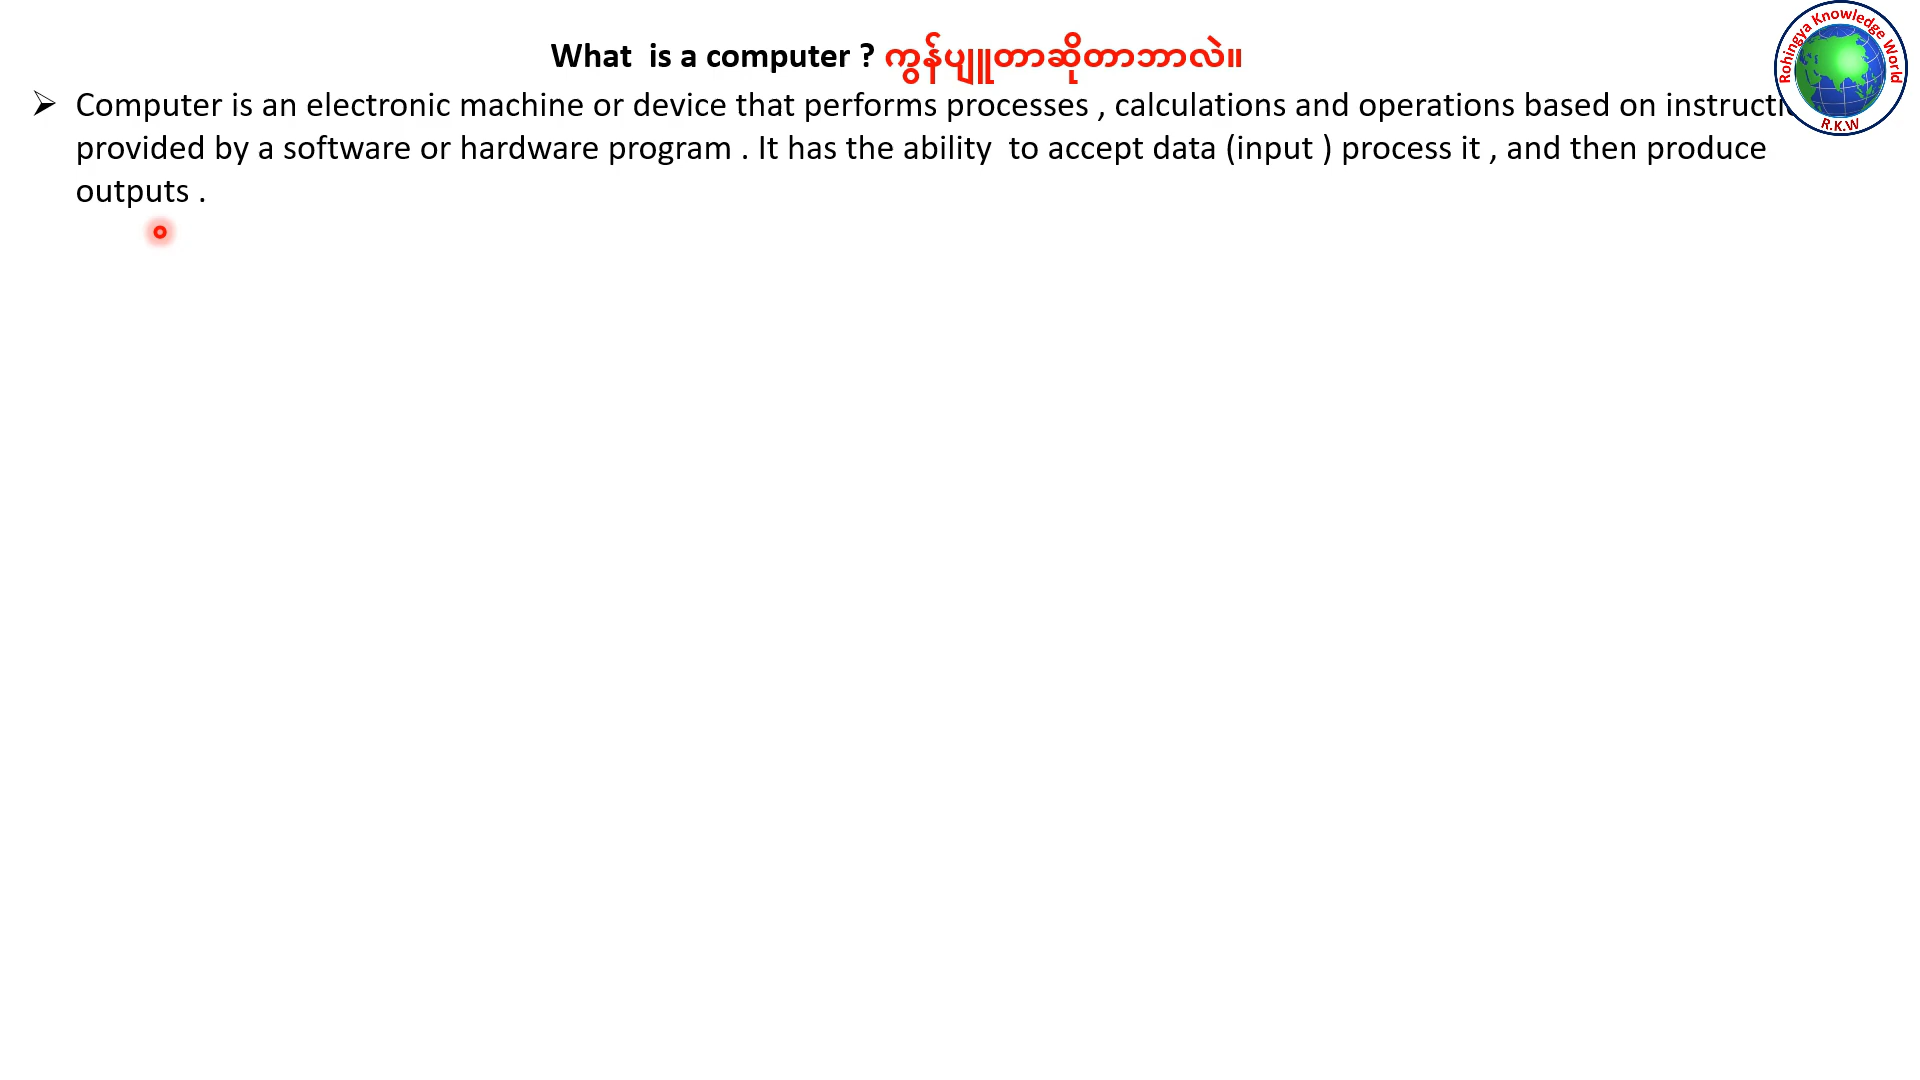 What is a computer ? ကွန်ပျူတာဆိုတာဘာလဲ။
Computer is an electronic machine or device that performs processes , calculations and operations based on instructi
provided by a software or hardware program . It has the ability to accept data (input ) process it , and then produce
outputs .
Rohingya Knowledge World
R.K.W